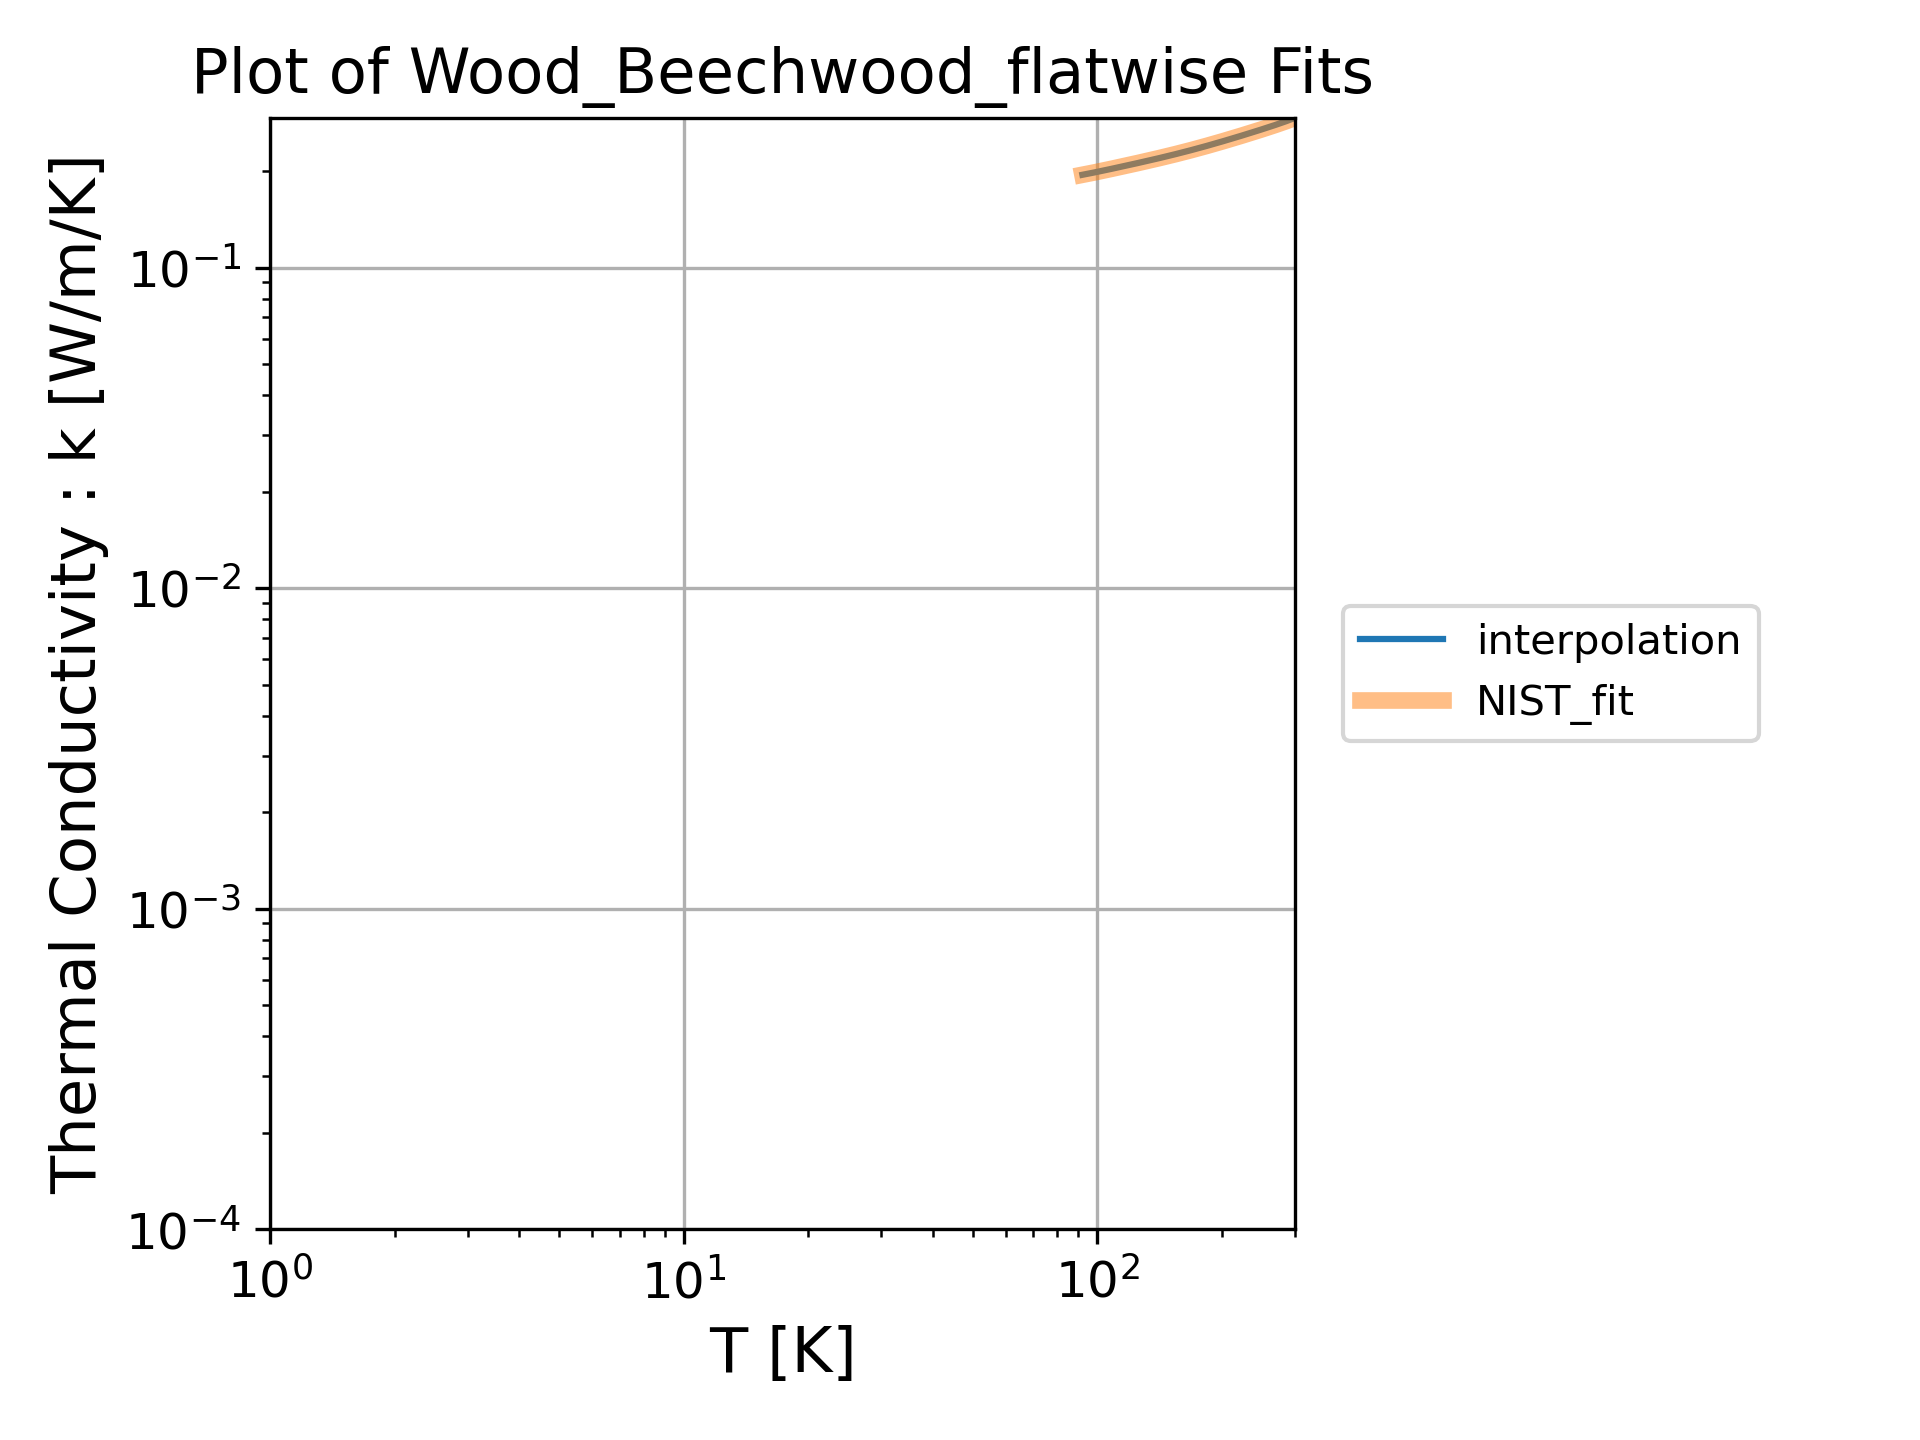 Plot of Wood_Beechwood_flatwise Fits
Thermal Conductivity : k [W/m/K]
10⁻¹
10⁻²
10⁻³
10⁻⁴
10⁰
10¹
10²
T [K]
interpolation
NIST_fit